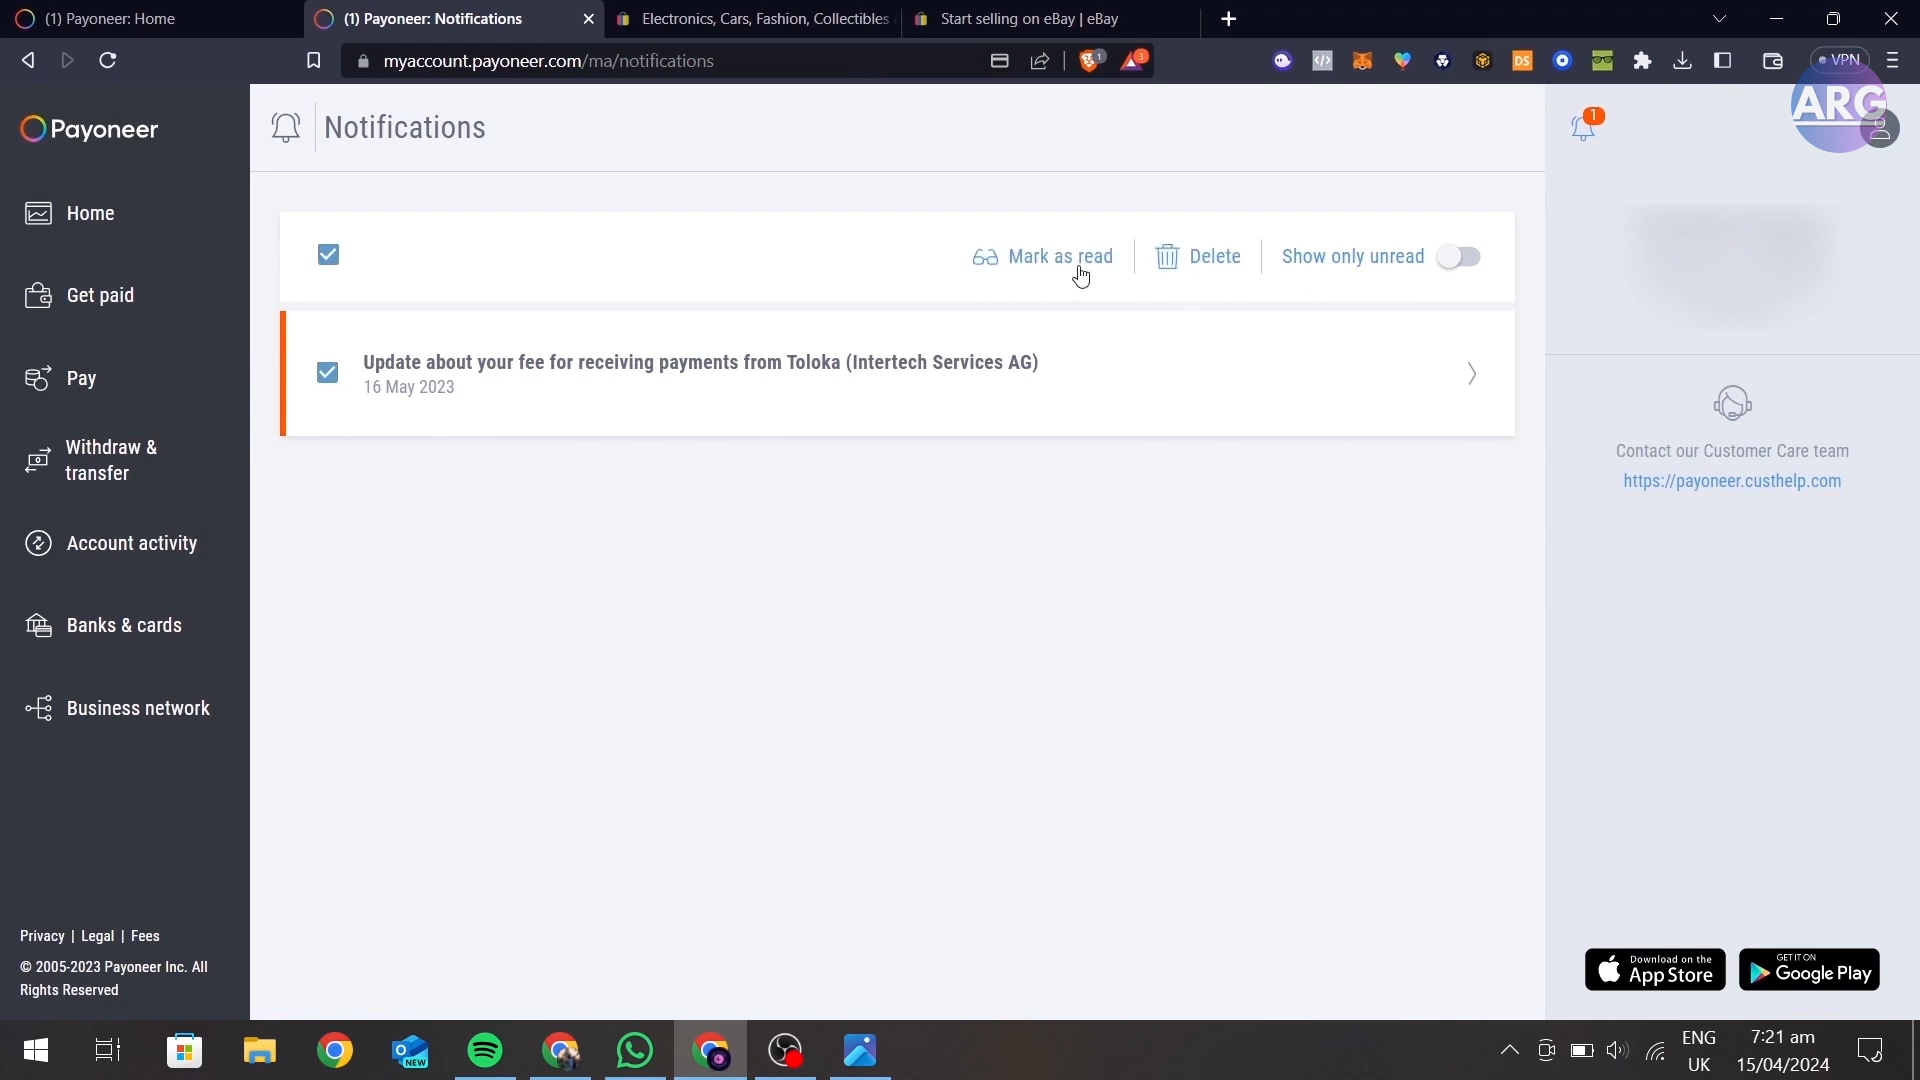 (1) Payoneer: Home
(1) Payoneer: Notifications
Electronics, Cars, Fashion, Collectibles
Start selling on eBay | eBay
myaccount.payoneer.com/ma/notifications
1
3
DS
VPN
ARG
Payoneer
Notifications
1
Home
Get paid
Pay
Withdraw &
transfer
Account activity
Banks & cards
Business network
Mark as read
Delete
Show only unread
Update about your fee for receiving payments from Toloka (Intertech Services AG)
16 May 2023
Contact our Customer Care team
https://payoneer.custhelp.com
Privacy | Legal | Fees
© 2005-2023 Payoneer Inc. All
Rights Reserved
Download on the
App Store
GET IT ON
Google Play
NEW
ENG
UK
7:21 am
15/04/2024